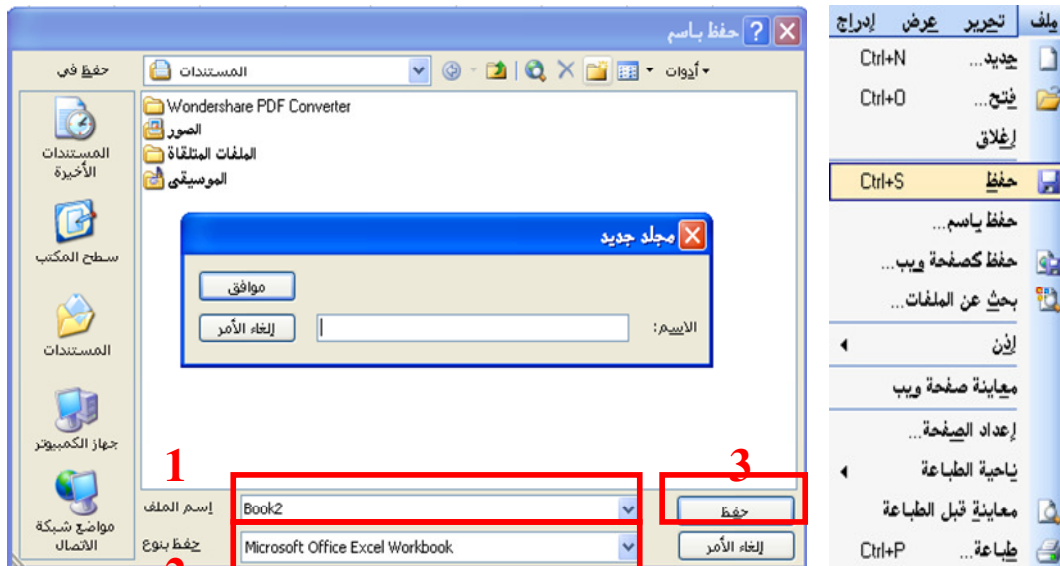 حفظ باسم
حفظ في
المستندات
أدوات
المستندات الأخيرة
سطح المكتب
المستندات
جهاز الكمبيوتر
مواضع شبكة الاتصال
Wondershare PDF Converter
الصور
الملفات المتلقاة
الموسيقى
مجلد جديد
الاسم:
موافق
إلغاء الأمر
1
2
3
إسم الملف
Book2
حفظ
حفظ بنوع
Microsoft Office Excel Workbook
إلغاء الأمر
ملف تحرير عرض إدراج
جديد... Ctrl+N
فتح... Ctrl+O
إغلاق
حفظ Ctrl+S
حفظ باسم...
حفظ كصفحة ويب...
بحث عن الملفات...
إذن
معاينة صفحة ويب
إعداد الصفحة...
ناحية الطباعة
معاينة قبل الطباعة
طباعة... Ctrl+P